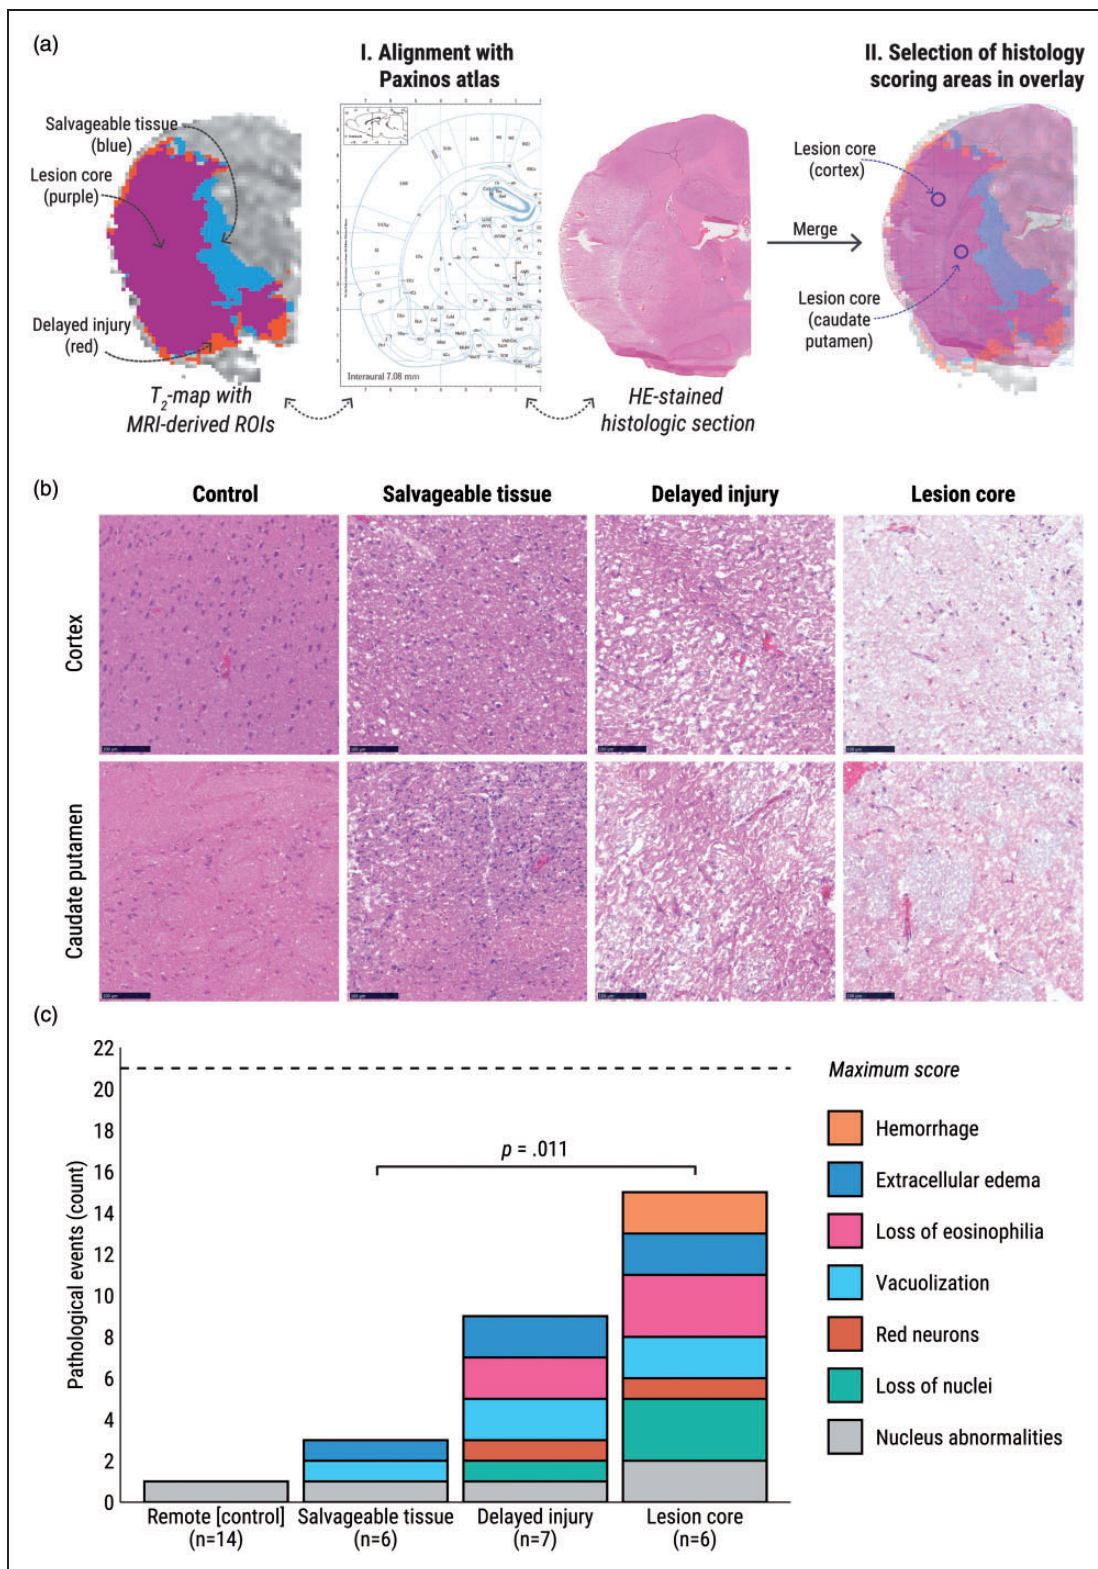 (a)
I. Alignment with
Paxinos atlas
II. Selection of histology
scoring areas in overlay
Salvageable tissue
(blue)
Lesion core
(purple)
Delayed injury
(red)
Interaural 7.08 mm
Merge
Lesion core
(cortex)
Lesion core
(caudate
putamen)
T2-map with
MRI-derived ROIs
HE-stained
histologic section
(b)
Control
Salvageable tissue
Delayed injury
Lesion core
Cortex
Caudate putamen
(c)
Pathological events (count)
22
20
18
16
14
12
10
8
6
4
2
0
p = .011
Remote [control]
(n=14)
Salvageable tissue
(n=6)
Delayed injury
(n=7)
Lesion core
(n=6)
Maximum score
Hemorrhage
Extracellular edema
Loss of eosinophilia
Vacuolization
Red neurons
Loss of nuclei
Nucleus abnormalities